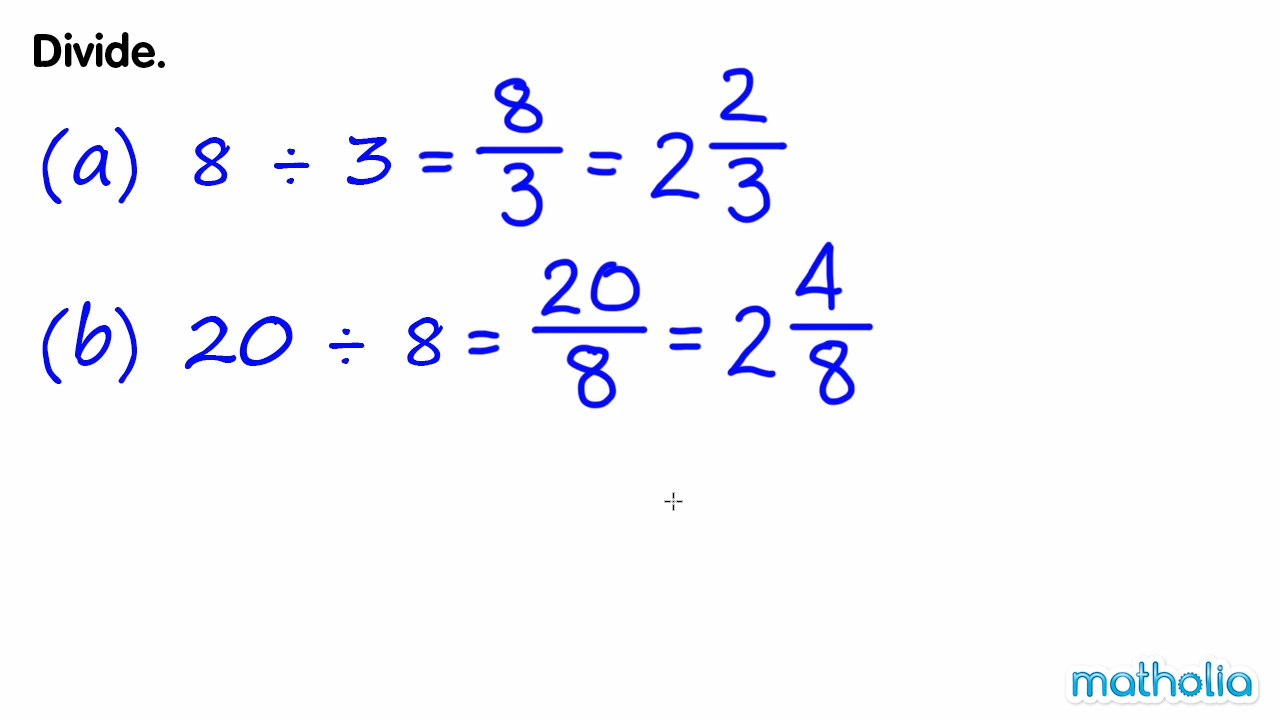 Divide.
(a) 8 ÷ 3 = 8/3 = 2 2/3
(b) 20 ÷ 8 = 20/8 = 2 4/8
matholia